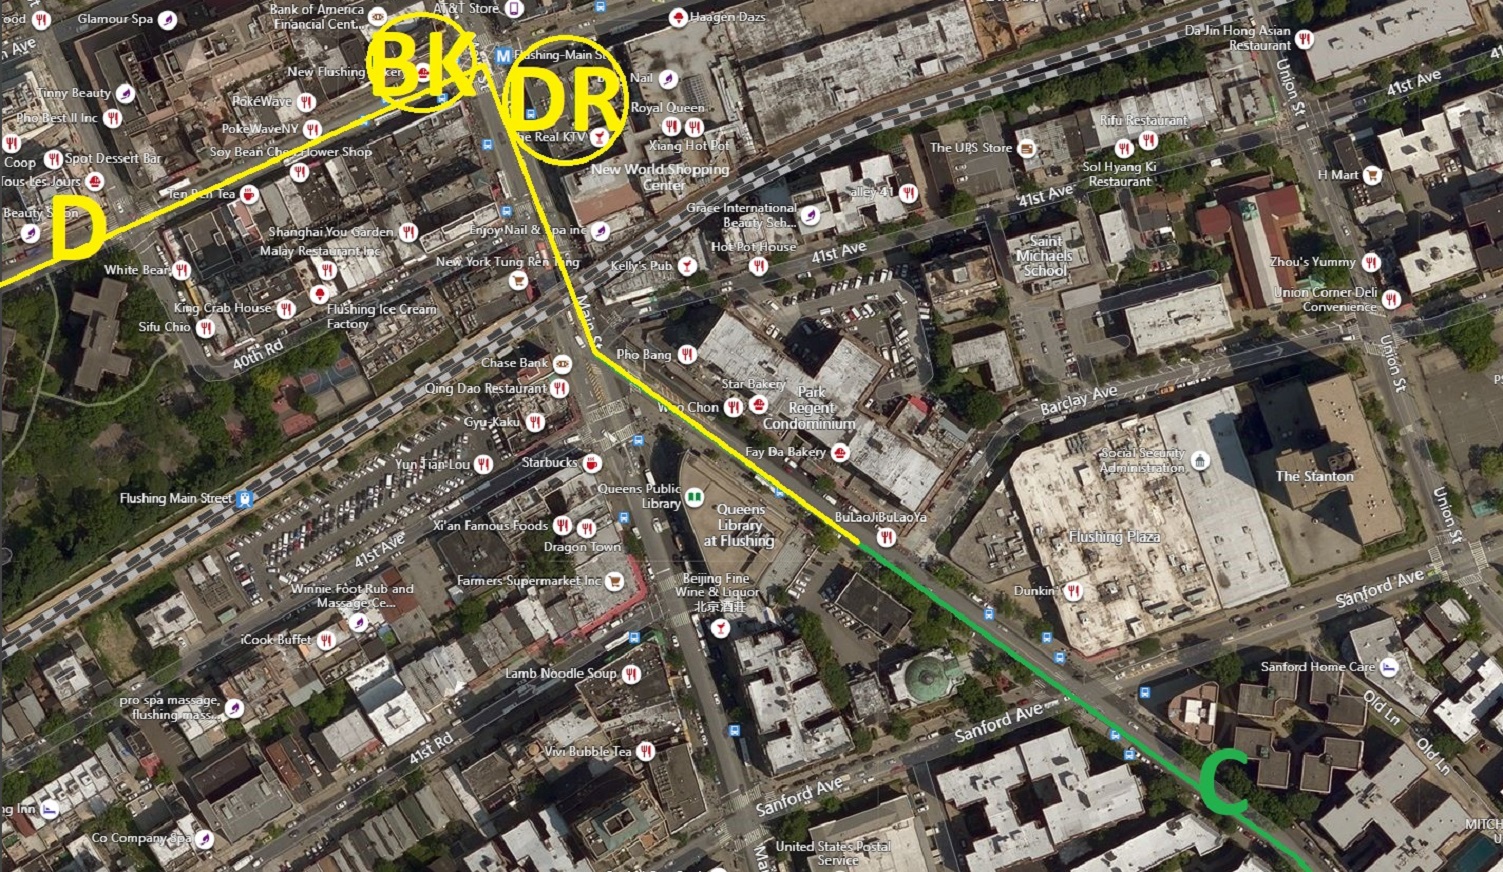 Glamour Spa
Bank of America
Financial Cent...
AT&T Store
Haagen Dazs
Da Jin Hong Asian
Restaurant
Union St
41st Ave
Ave
BK
M
Flushing-Main St
DR
Nail
New Flushing
Tinny Beauty
PokeWave
Pho Best II Inc
PokeWaveNY
Royal Queen
The Real KTV
Xiang Hot Pot
Rifu Restaurant
The UPS Store
Sol Hyang Ki
Restaurant
H Mart
Coop
Spot Dessert Bar
Soy Bean Chen Flower Shop
New World Shopping
Center
Tous Les Jours
Ten Ren Tea
alley 41
41st Ave
Beauty
D
Shanghai You Garden
Enjoy Nail & Spa inc
Grace International
Beauty Sch...
Malay Restaurant Inc
White Bear
New York Tung Ren Tang
Kelly's Pub
Hot Pot House
41st Ave
Saint
Michaels
School
Zhou's Yummy
King Crab House
Flushing Ice Cream
Factory
Sifu Chio
40th Rd
Main St
Union Corner Deli
Convenience
Union St
Chase Bank
Pho Bang
Qing Dao Restaurant
Star Bakery
Park
Regent
Condominium
Barclay Ave
Gyu-Kaku
Fay Da Bakery
Yun Tian Lou
Starbucks
Social Security
Administration
The Stanton
Flushing Main Street
Queens Public
Library
Queens
Library
at Flushing
BuLaoJiBuLaoYa
Union St
Xi'an Famous Foods
Dragon Town
41st Ave
Flushing Plaza
Farmers Supermarket Inc
Beijing Fine
Wine & Liquor
北京酒莊
Winnie Foot Rub and
Massage Ce...
Dunkin'
Sanford Ave
iCook Buffet
Lamb Noodle Soup
Sanford Home Care
pro spa massage,
flushing mass...
Old Ln
Sanford Ave
Vivi Bubble Tea
41st Rd
Old Ln
C
Sanford Ave
Co Company Spa
United States Postal
Service